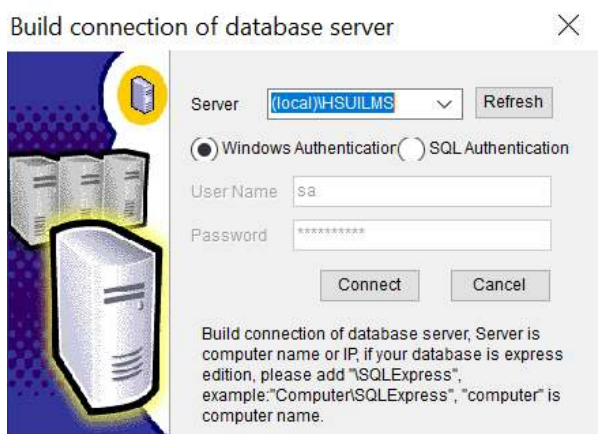 Build connection of database server
Server (local)\HSUILMS Refresh
Windows Authentication SQL Authentication
User Name sa
Password **********
Connect Cancel
Build connection of database server, Server is
computer name or IP, if your database is express
edition, please add "\SQLExpress",
example:"Computer\SQLExpress", "computer" is
computer name.